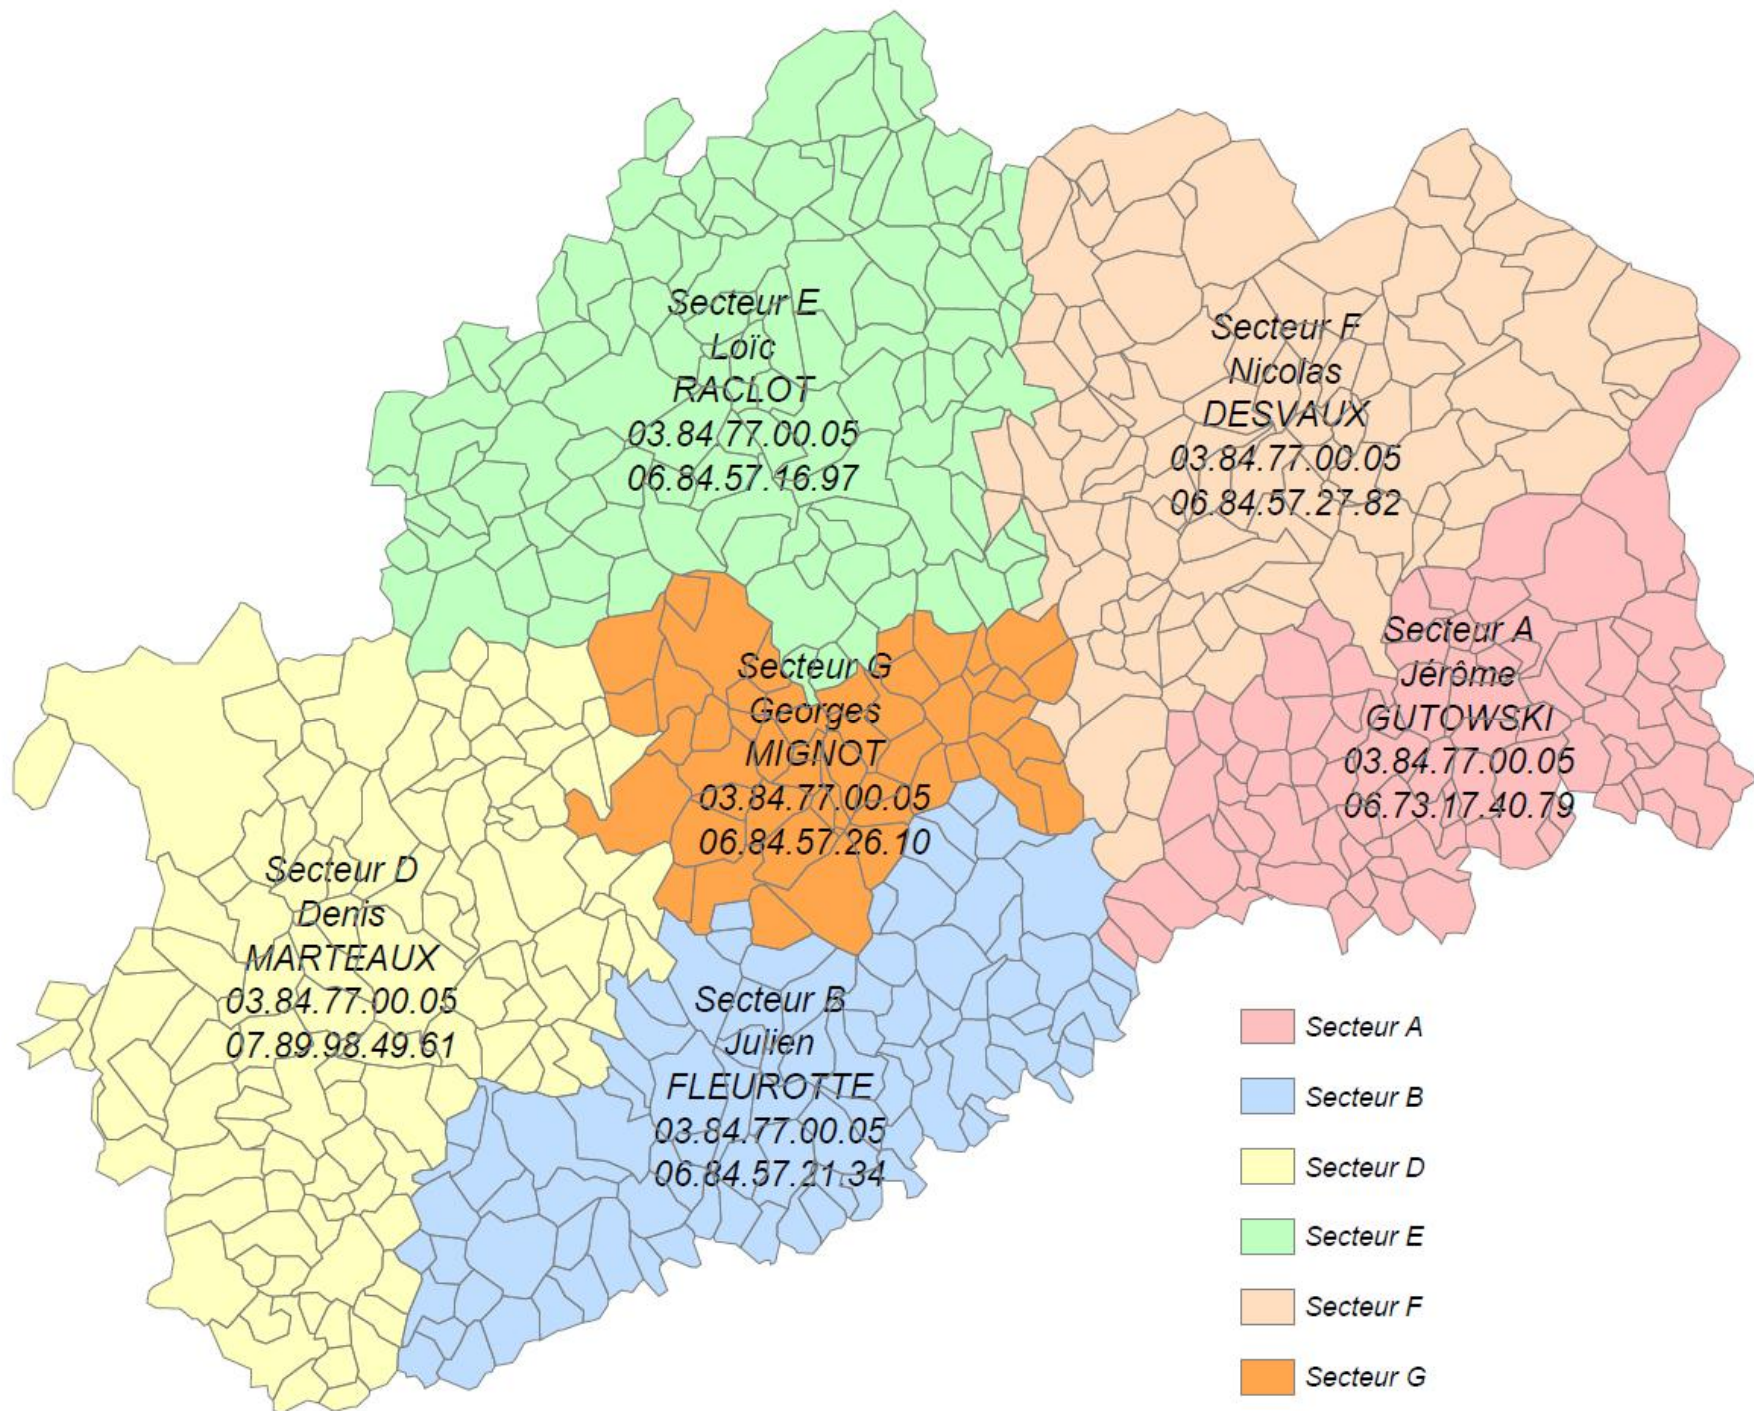 Secteur E
Loïc
RACLOT
03.84.77.00.05
06.84.57.16.97
Secteur F
Nicolas
DESVAUX
03.84.77.00.05
06.84.57.27.82
Secteur A
Jérôme
GUTOWSKI
03.84.77.00.05
06.73.17.40.79
Secteur G
Georges
MIGNOT
03.84.77.00.05
06.84.57.26.10
Secteur D
Denis
MARTEAUX
03.84.77.00.05
07.89.98.49.61
Secteur B
Julien
FLEUROTTE
03.84.77.00.05
06.84.57.21.34
Secteur A
Secteur B
Secteur D
Secteur E
Secteur F
Secteur G